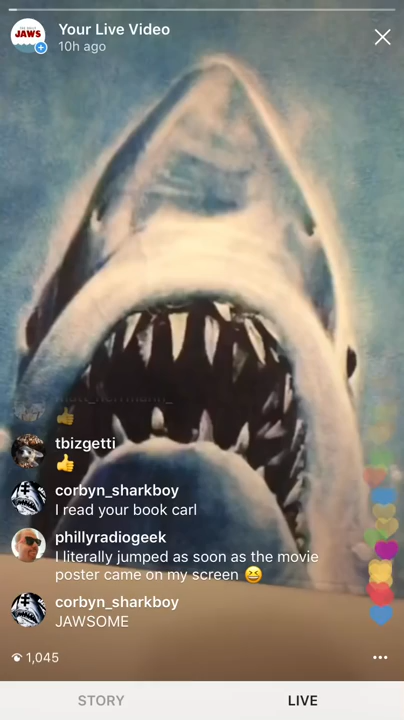 JAWS
Your Live Video
10h ago
tbizgetti
👍
corbyn_sharkboy
I read your book carl
phillyradiogeek
I literally jumped as soon as the movie
poster came on my screen 😆
corbyn_sharkboy
JAWSOME
1,045
STORY
LIVE